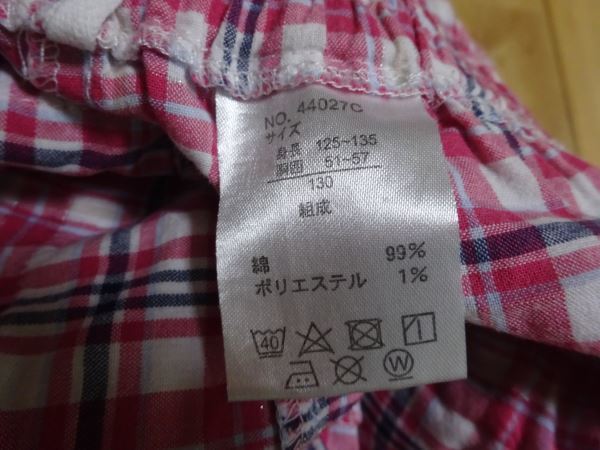 NO. 44027C
サイズ
身長 125~135
胴囲 51~57
130
組成
綿 99%
ポリエステル 1%
40
W